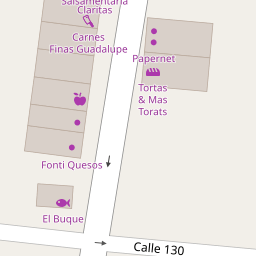 Salsamentaria
Claritas
Carnes
Finas Guadalupe
Papernet
Tortas
& Mas
Torats
Fonti Quesos
El Buque
Calle 130